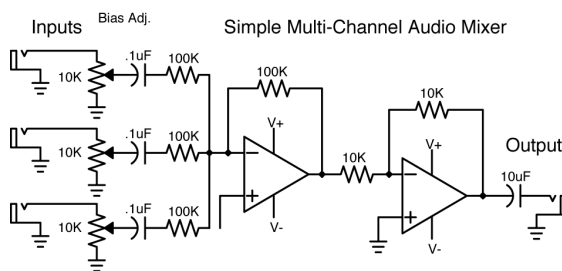 Inputs
Bias Adj.
Simple Multi-Channel Audio Mixer
.1uF
100K
10K
100K
10K
.1uF
100K
10K
V+
V-
10K
V+
V-
Output
10uF
.1uF
100K
10K